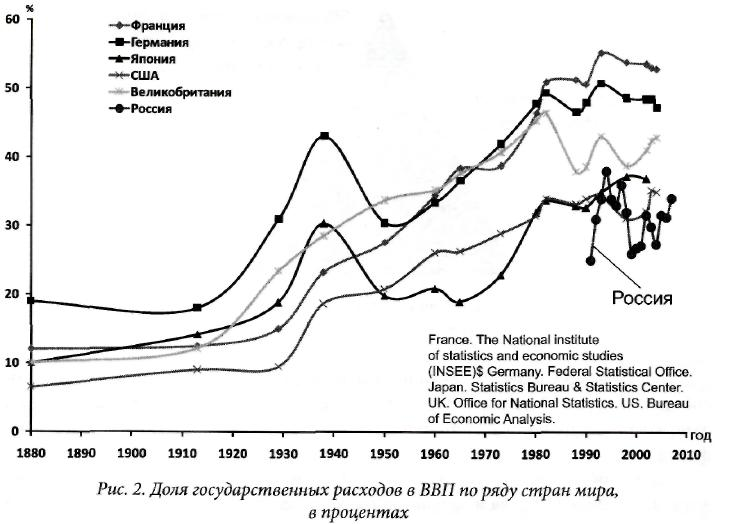 %
60
50
40
30
20
10
0
Франция
Германия
Япония
США
Великобритания
Россия
Россия
France. The National institute
of statistics and economic studies
(INSEE)$ Germany. Federal Statistical Office.
Japan. Statistics Bureau & Statistics Center.
UK. Office for National Statistics. US. Bureau
of Economic Analysis.
1880 1890 1900 1910 1920 1930 1940 1950 1960 1970 1980 1990 2000 2010
год
Рис. 2. Доля государственных расходов в ВВП по ряду стран мира,
в процентах